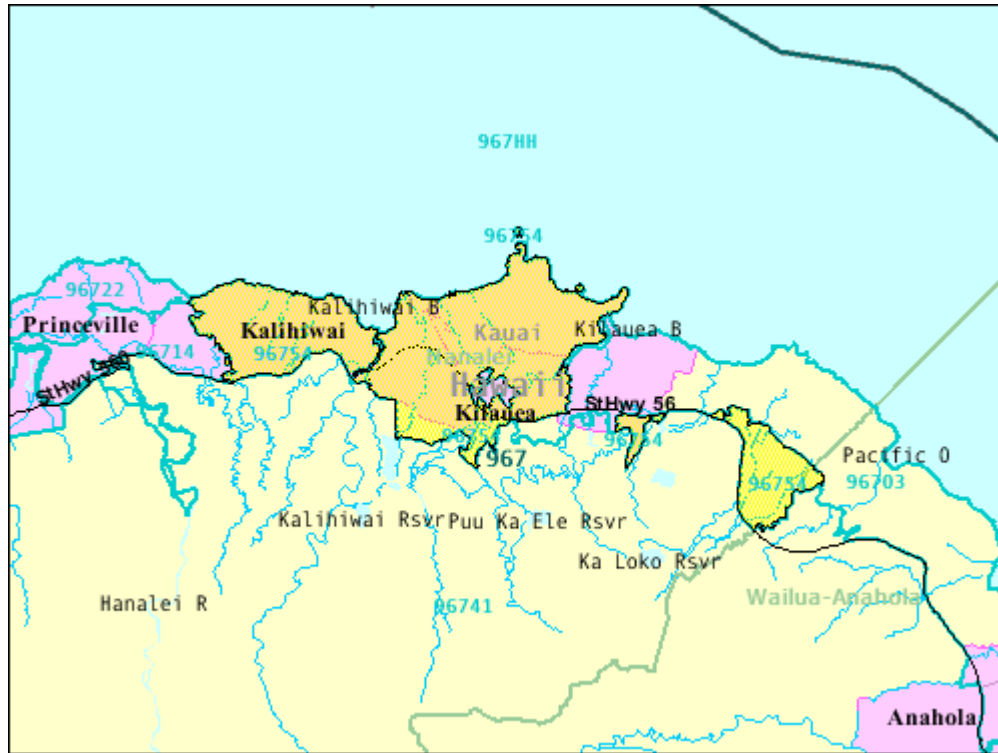 967HH
96754
96722
Kalihiwai B
Princeville
Kalihiwai
Kauai
Kilauea B
96714
96754
Hanalei
StHwy 560
Hawaii
StHwy 56
Kilauea
96754
96754
967
Pacific O
96754
96703
Kalihiwai Rsvr
Puu Ka Ele Rsvr
Ka Loko Rsvr
Hanalei R
96741
Wailua-Anahola
Anahola